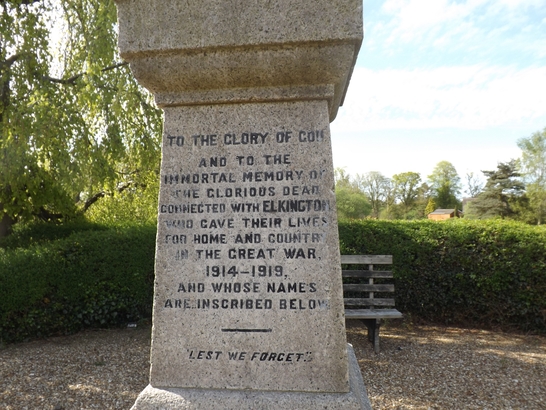 TO THE GLORY OF GOD
AND TO THE
IMMORTAL MEMORY OF
THE GLORIOUS DEAD
CONNECTED WITH ELKINGTON
WHO GAVE THEIR LIVES
FOR HOME AND COUNTRY
IN THE GREAT WAR.
1914-1919.
AND WHOSE NAMES
ARE INSCRIBED BELOW
"LEST WE FORGET."